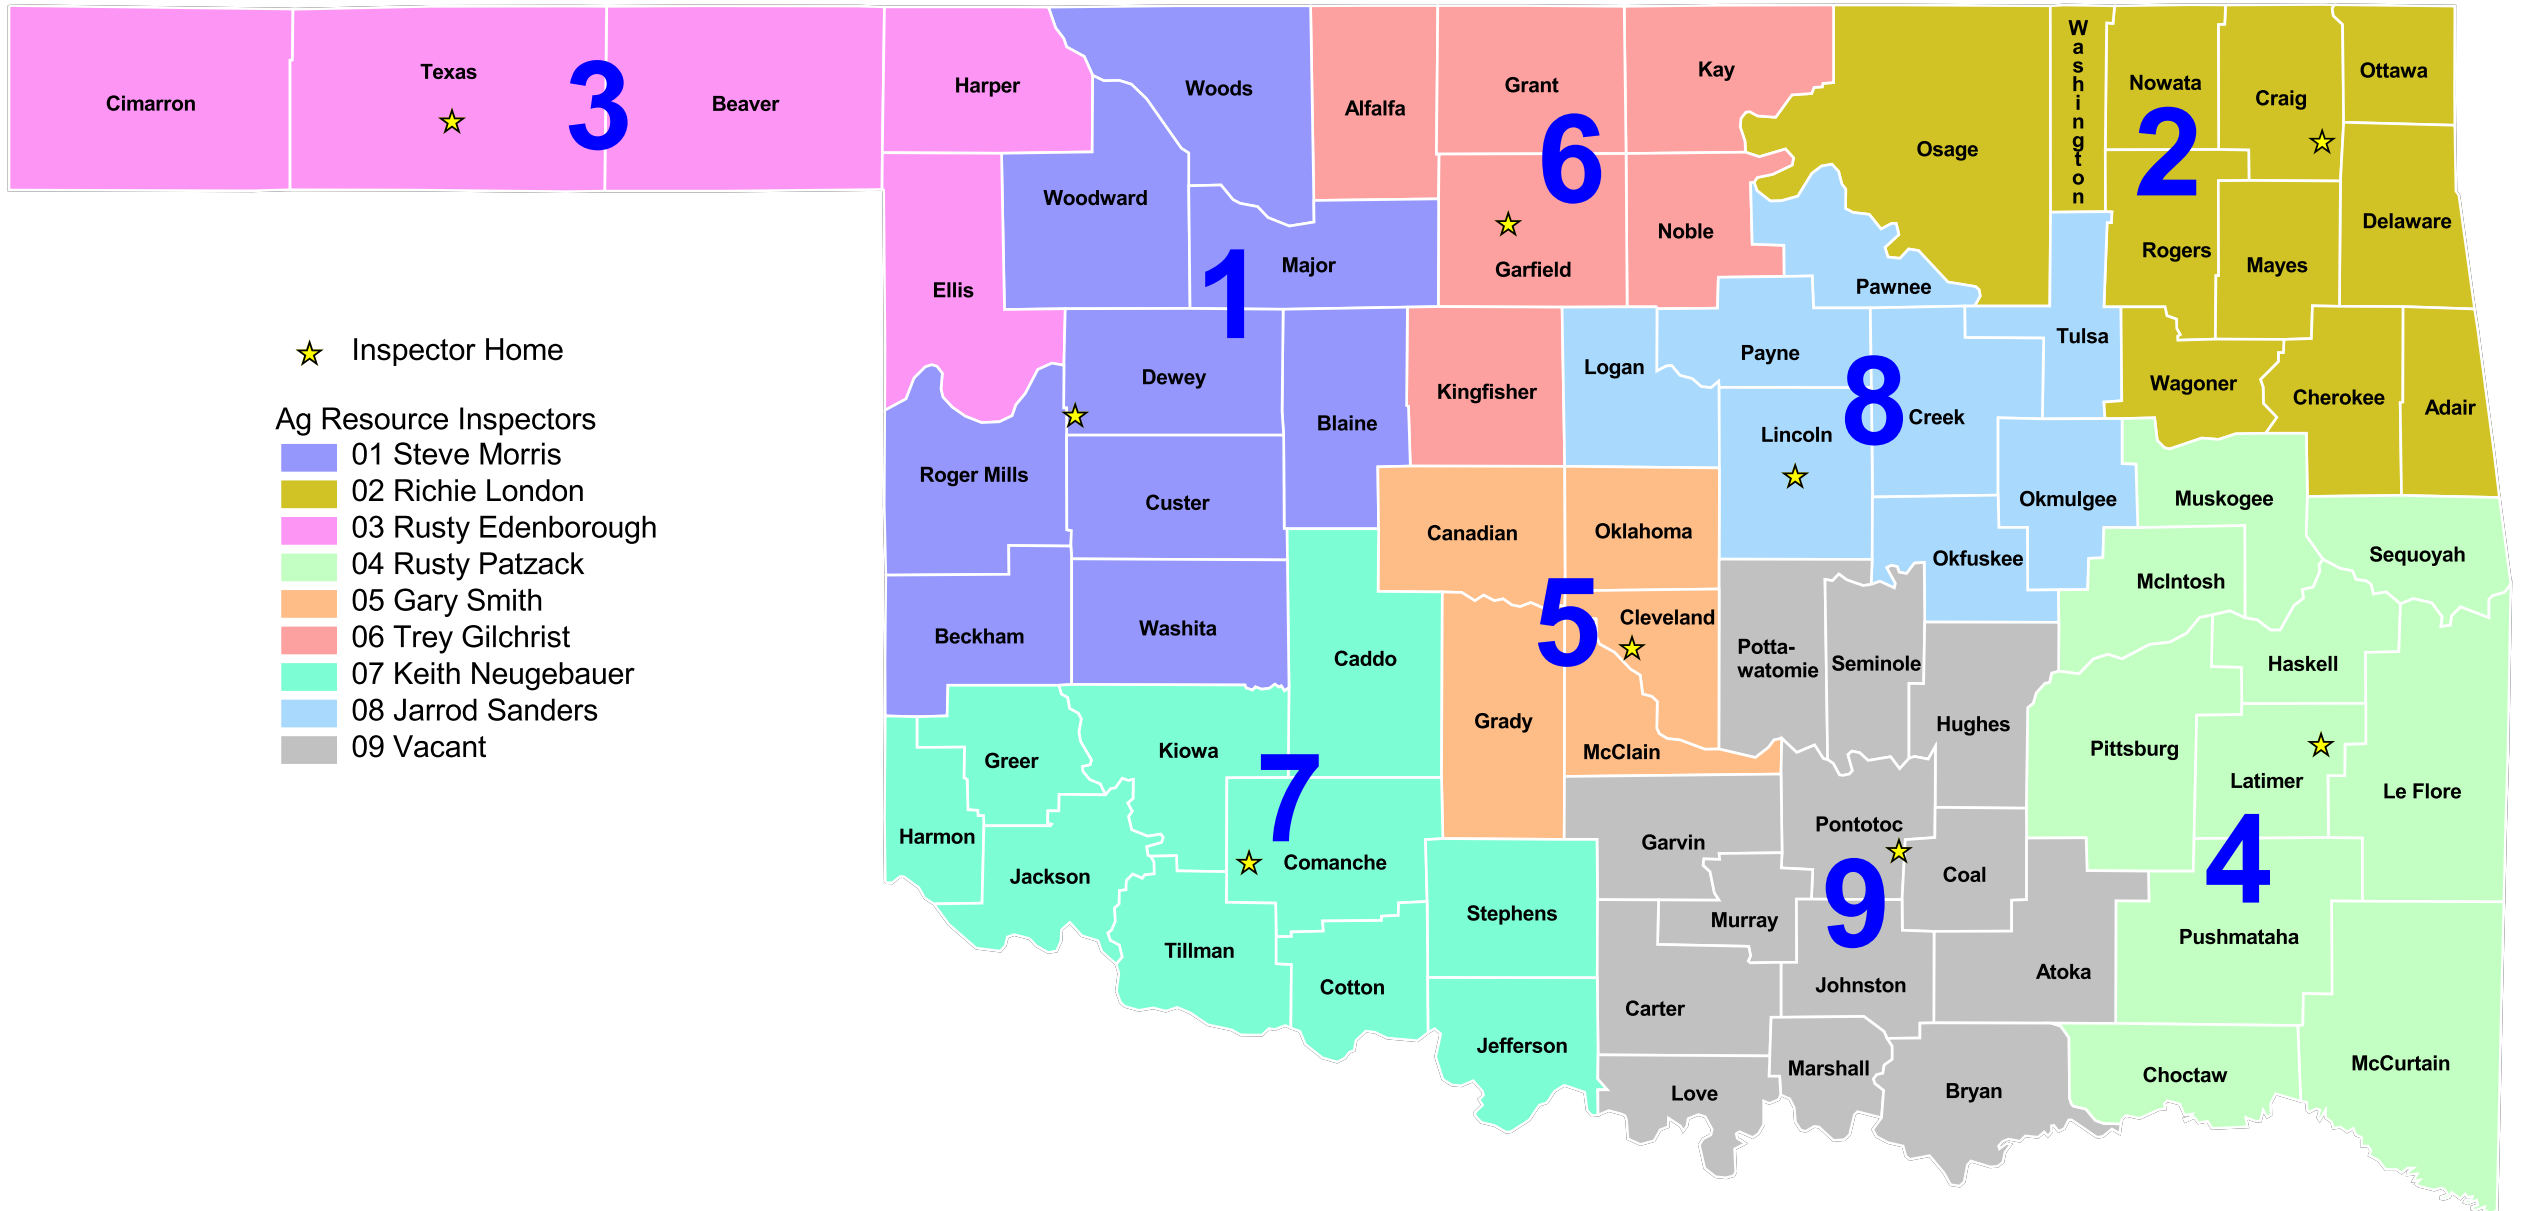 Cimarron
Texas
3
Beaver
Harper
Woods
Alfalfa
Grant
Kay
Osage
Washington
Nowata
Craig
Ottawa
Woodward
6
2
Ellis
Major
Garfield
Noble
Pawnee
Rogers
Mayes
Delaware
1
Inspector Home
Dewey
Blaine
Kingfisher
Logan
Payne
8
Creek
Tulsa
Wagoner
Cherokee
Adair
Ag Resource Inspectors
01 Steve Morris
02 Richie London
03 Rusty Edenborough
04 Rusty Patzack
05 Gary Smith
06 Trey Gilchrist
07 Keith Neugebauer
08 Jarrod Sanders
09 Vacant
Roger Mills
Custer
Canadian
Oklahoma
Lincoln
Okmulgee
Muskogee
Okfuskee
McIntosh
Sequoyah
Beckham
Washita
Caddo
5
Cleveland
Potta-
watomie
Seminole
Haskell
Grady
McClain
Hughes
Pittsburg
Latimer
Le Flore
Greer
Kiowa
7
Harmon
Jackson
Comanche
Garvin
Pontotoc
Coal
4
Stephens
Murray
9
Pushmataha
Tillman
Cotton
Carter
Johnston
Atoka
Jefferson
Love
Marshall
Bryan
Choctaw
McCurtain